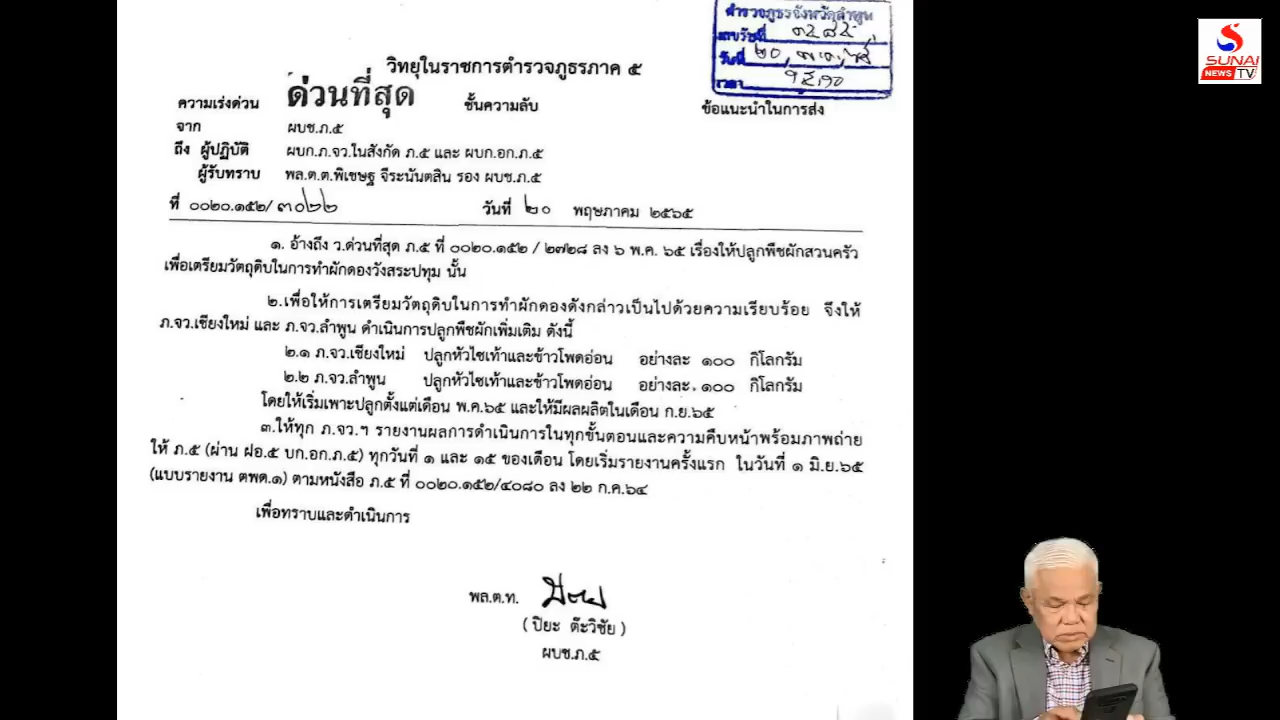 ตำรวจภูธรจังหวัดลำพูน
เลขรับที่ ๓๒๘๕
วันที่ ๒๐
เวลา
SUNAI
NEWS TV
วิทยุในราชการตำรวจภูธรภาค ๕
ความเร่งด่วน ด่วนที่สุด ชั้นความลับ ข้อแนะนำในการส่ง
จาก ผบช.ภ.๕
ถึง ผู้ปฏิบัติ ผบก.ภ.จว.ในสังกัด ภ.๕ และ ผบก.อก.ภ.๕
ผู้รับทราบ พล.ต.ต.พิเชษฐ จีระนันตสิน รอง ผบช.ภ.๕
ที่ ๐๐๒๐.๑๕๒/ ๓๐๒๒ วันที่ ๒๐ พฤษภาคม ๒๕๖๕
๑. อ้างถึง ว.ด่วนที่สุด ภ.๕ ที่ ๐๐๒๐.๑๕๒ / ๒๗๒๘ ลง ๖ พ.ค. ๖๕ เรื่องให้ปลูกพืชผักสวนครัว
เพื่อเตรียมวัตถุดิบในการทำผักดองวังสระปทุม นั้น
๒.เพื่อให้การเตรียมวัตถุดิบในการทำผักดองดังกล่าวเป็นไปด้วยความเรียบร้อย จึงให้
ภ.จว.เชียงใหม่ และ ภ.จว.ลำพูน ดำเนินการปลูกพืชผักเพิ่มเติม ดังนี้
๒.๑ ภ.จว.เชียงใหม่ ปลูกหัวไชเท้าและข้าวโพดอ่อน อย่างละ ๑๐๐ กิโลกรัม
๒.๒ ภ.จว.ลำพูน ปลูกหัวไชเท้าและข้าวโพดอ่อน อย่างละ ๑๐๐ กิโลกรัม
โดยให้เริ่มเพาะปลูกตั้งแต่เดือน พ.ค.๖๕ และให้มีผลผลิตในเดือน ก.ย.๖๕
๓.ให้ทุก ภ.จว.ฯ รายงานผลการดำเนินการในทุกขั้นตอนและความคืบหน้าพร้อมภาพถ่าย
ให้ ภ.๕ (ผ่าน ฝอ.๕ บก.อก.ภ.๕) ทุกวันที่ ๑ และ ๑๕ ของเดือน โดยเริ่มรายงานครั้งแรก ในวันที่ ๑ มิ.ย.๖๕
(แบบรายงาน ตพด.๑) ตามหนังสือ ภ.๕ ที่ ๐๐๒๐.๑๕๒/๔๐๘๐ ลง ๒๒ ก.ค.๖๔
เพื่อทราบและดำเนินการ
พล.ต.ท.
( ปิยะ ต๊ะวิชัย )
ผบช.ภ.๕